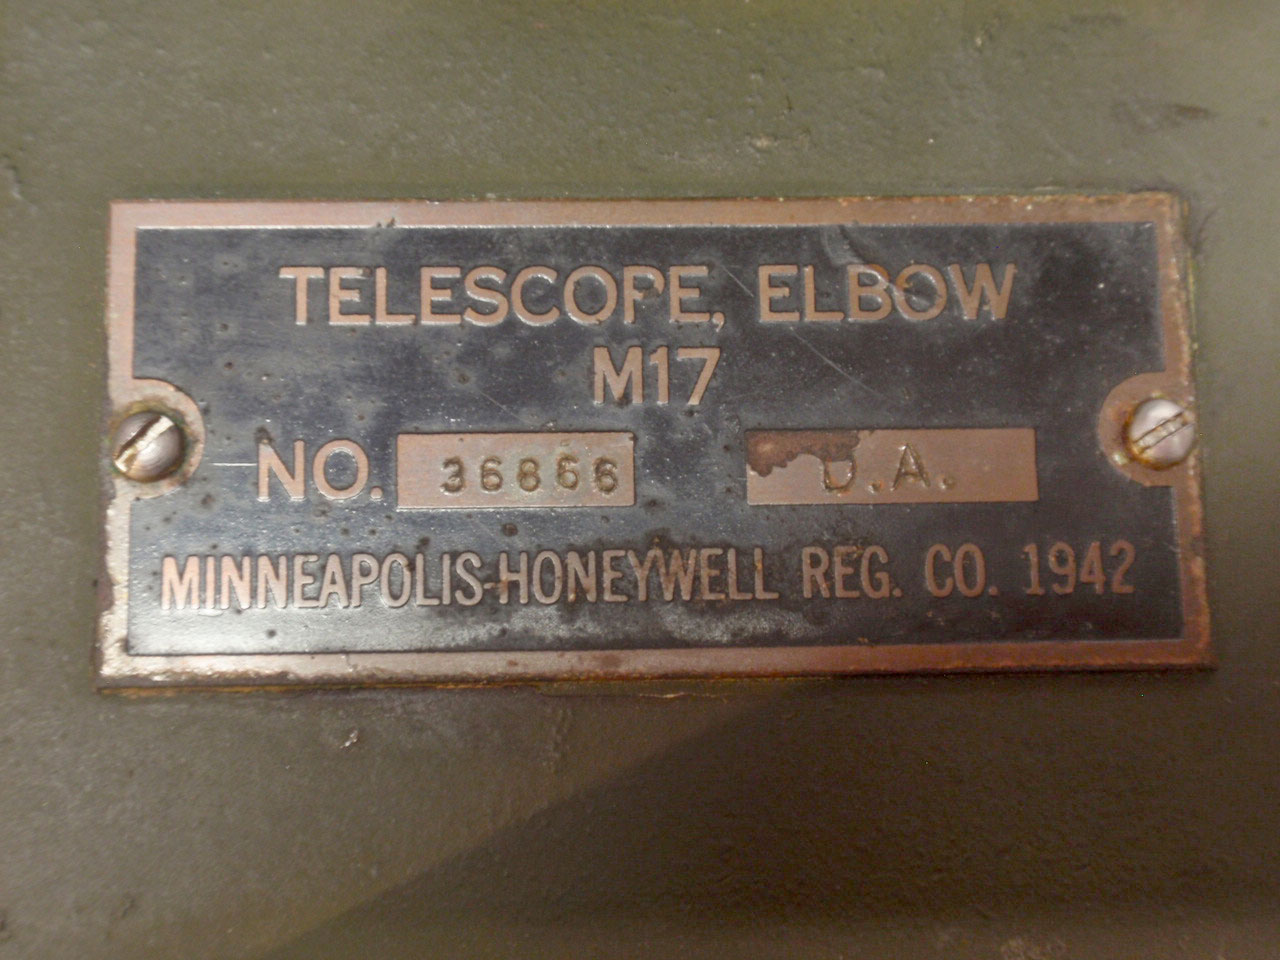 TELESCOPE, ELBOW
M17
NO. 36866 D.A.
MINNEAPOLIS-HONEYWELL REG. CO. 1942